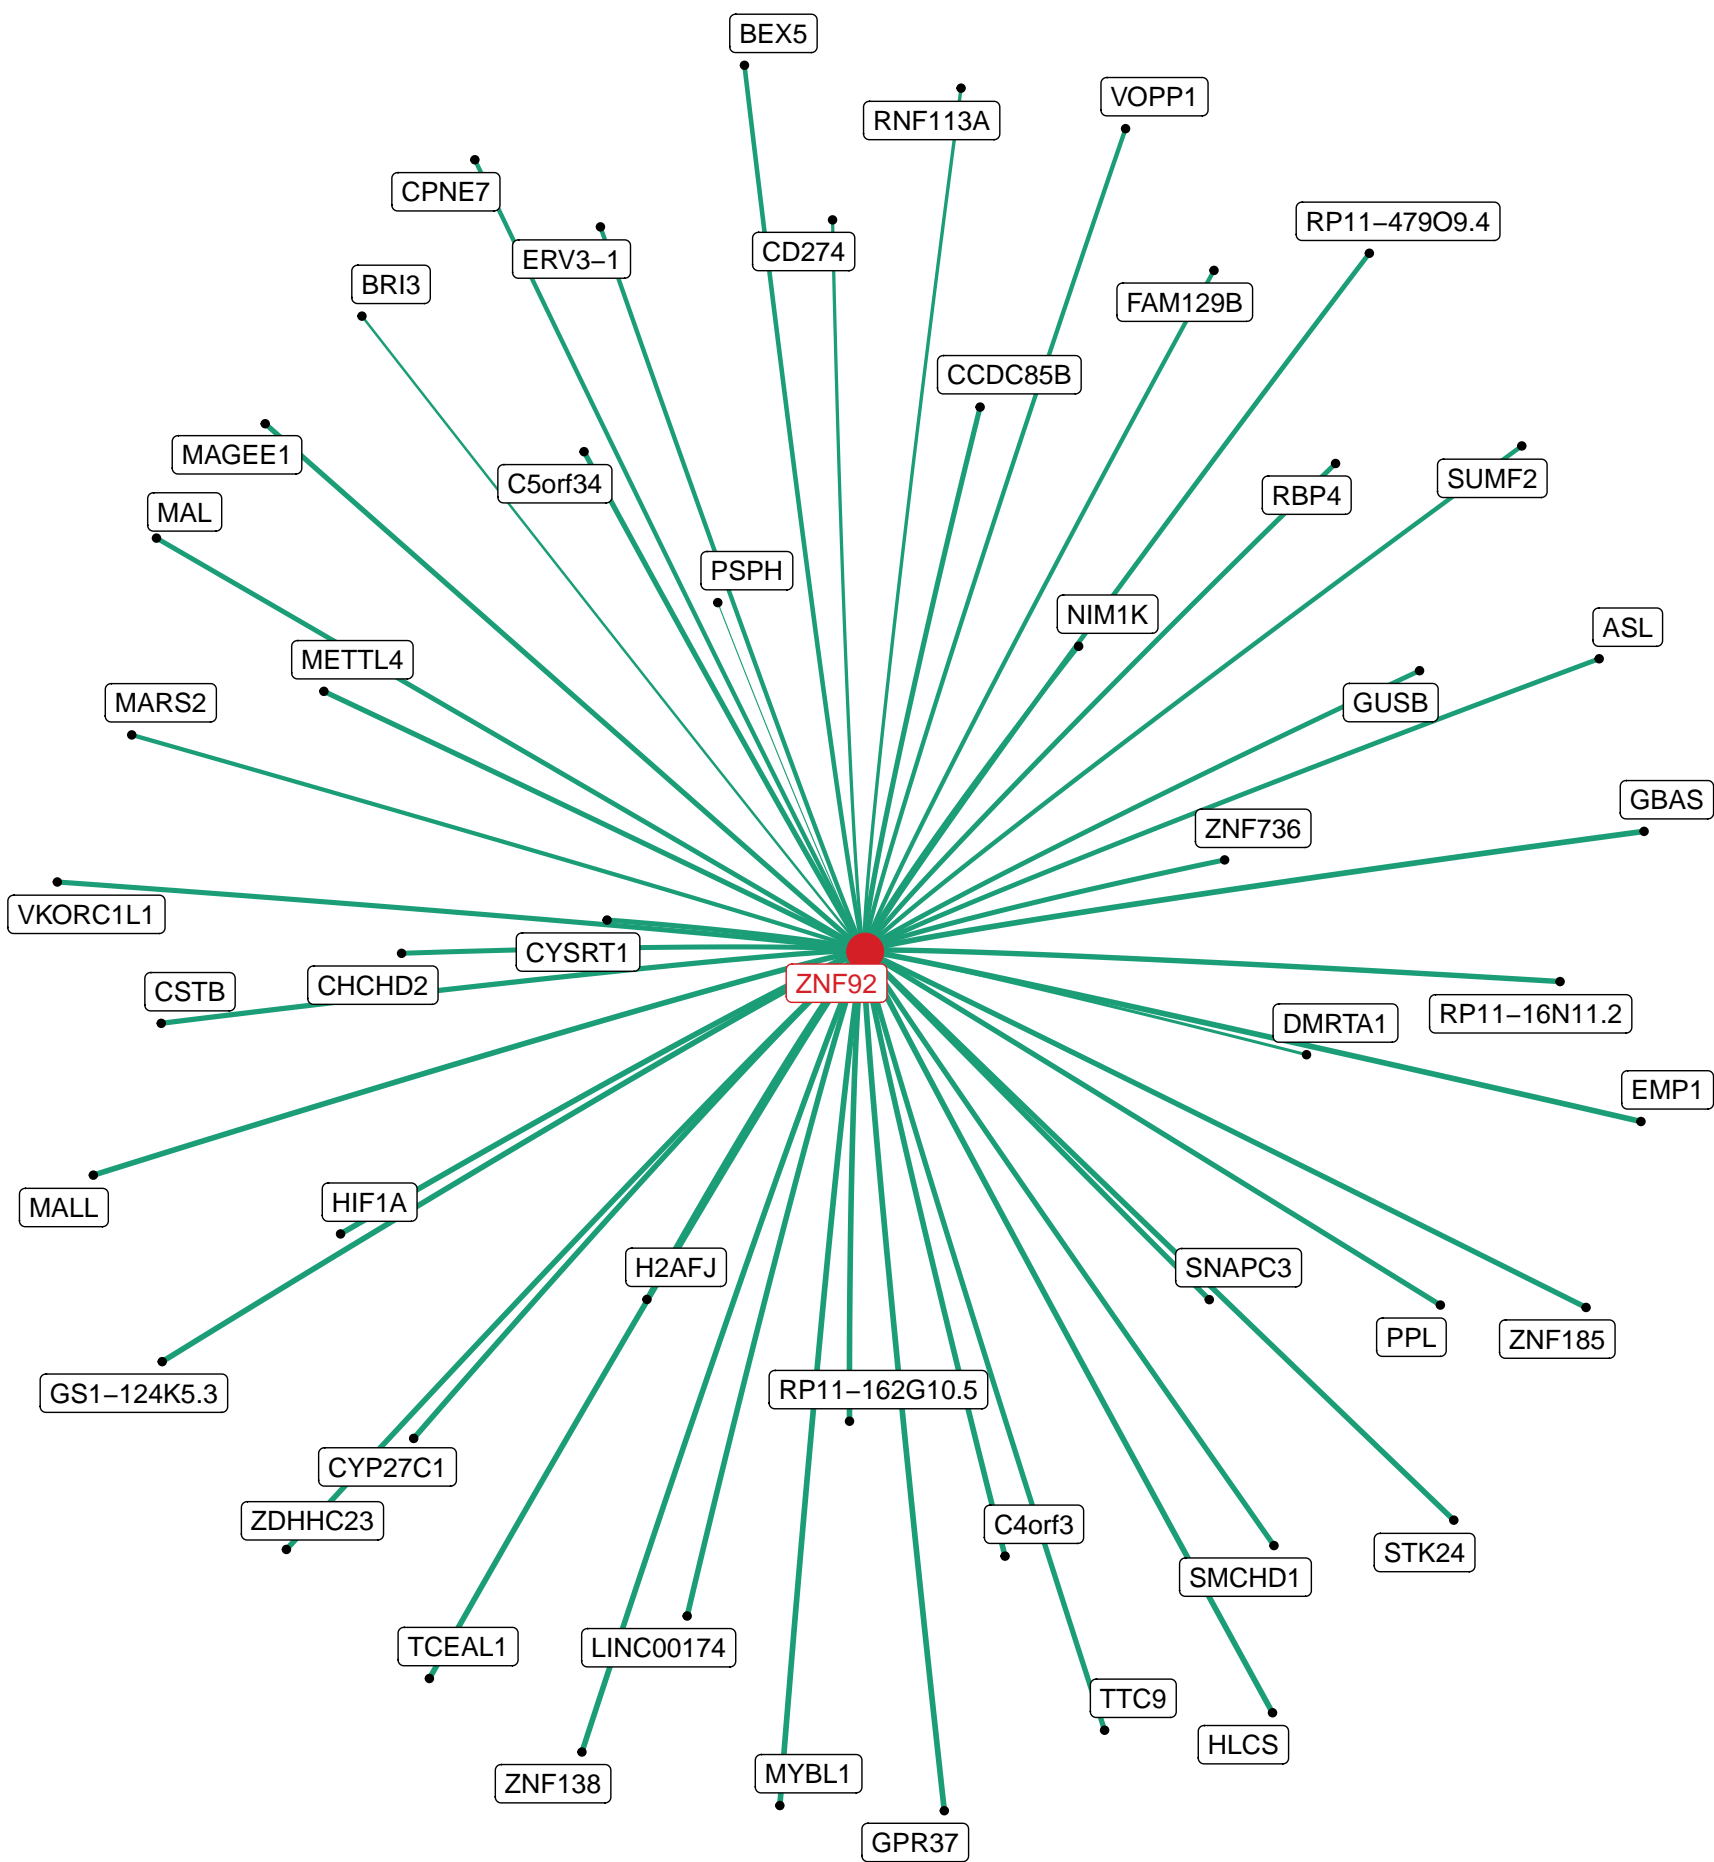 BEX5
VOPP1
RNF113A
CPNE7
RP11−479O9.4
CD274
ERV3−1
BRI3
FAM129B
CCDC85B
MAGEE1
SUMF2
C5orf34
RBP4
MAL
PSPH
NIM1K
ASL
METTL4
MARS2
GUSB
GBAS
ZNF736
VKORC1L1
CYSRT1
ZNF92
CHCHD2
CSTB
RP11−16N11.2
DMRTA1
EMP1
HIF1A
MALL
H2AFJ
SNAPC3
PPL
ZNF185
RP11−162G10.5
GS1−124K5.3
CYP27C1
ZDHHC23
C4orf3
STK24
SMCHD1
TCEAL1
LINC00174
TTC9
HLCS
MYBL1
ZNF138
GPR37